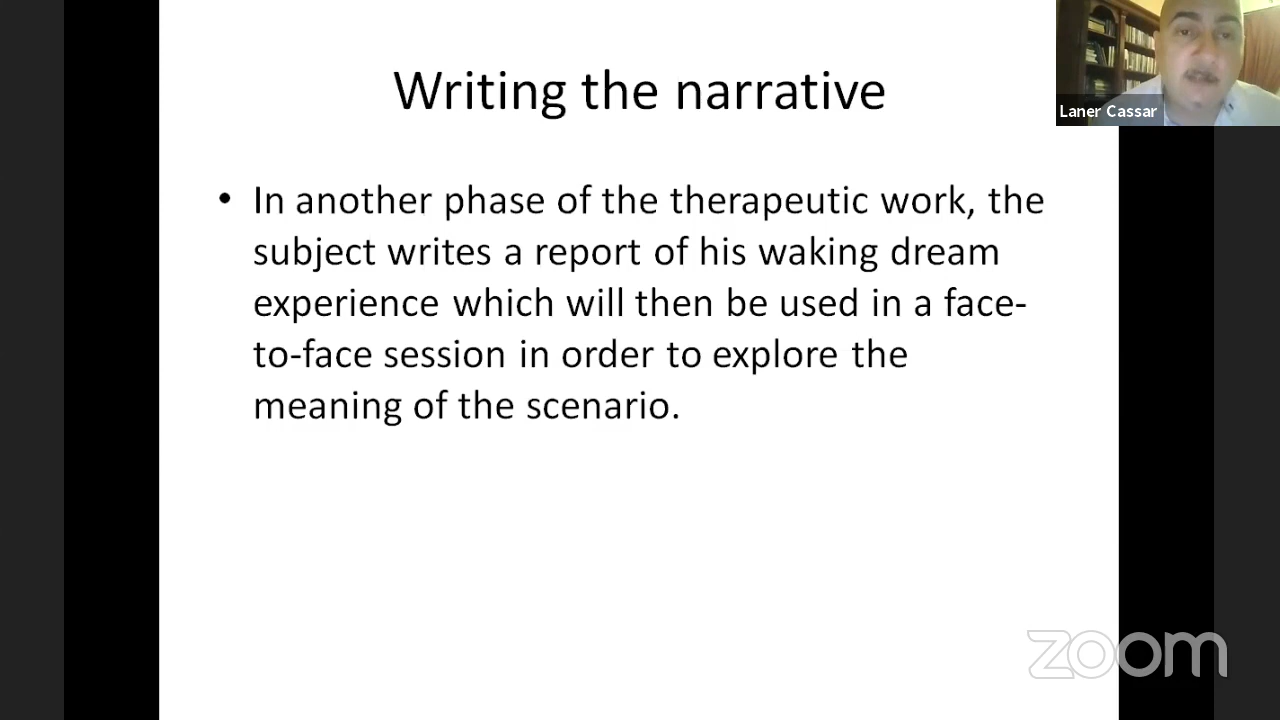 Writing the narrative
Laner Cassar
• In another phase of the therapeutic work, the
subject writes a report of his waking dream
experience which will then be used in a face-
to-face session in order to explore the
meaning of the scenario.
zoom